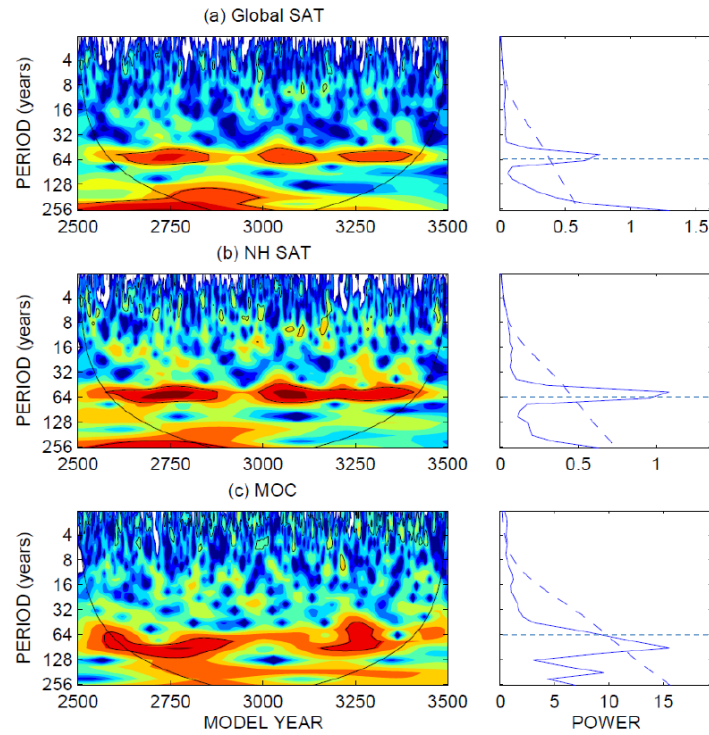 (a) Global SAT
PERIOD (years)
4
8
16
32
64
128
256
2500 2750 3000 3250 3500
0 0.5 1 1.5
(b) NH SAT
PERIOD (years)
4
8
16
32
64
128
256
2500 2750 3000 3250 3500
0 0.5 1
(c) MOC
PERIOD (years)
4
8
16
32
64
128
256
2500 2750 3000 3250 3500
0 5 10 15
MODEL YEAR
POWER